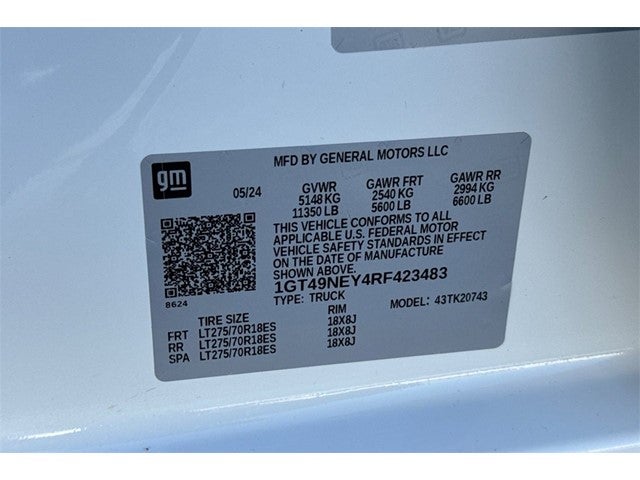 MFD BY GENERAL MOTORS LLC
gm
05/24 GVWR GAWR FRT GAWR RR
5148 KG 2540 KG 2994 KG
11350 LB 5600 LB 6600 LB
THIS VEHICLE CONFORMS TO ALL
APPLICABLE U.S. FEDERAL MOTOR
VEHICLE SAFETY STANDARDS IN EFFECT
ON THE DATE OF MANUFACTURE
SHOWN ABOVE.
8624
1GT49NEY4RF423483
TYPE: TRUCK MODEL: 43TK20743
TIRE SIZE RIM
FRT LT275/70R18ES 18X8J
RR LT275/70R18ES 18X8J
SPA LT275/70R18ES 18X8J